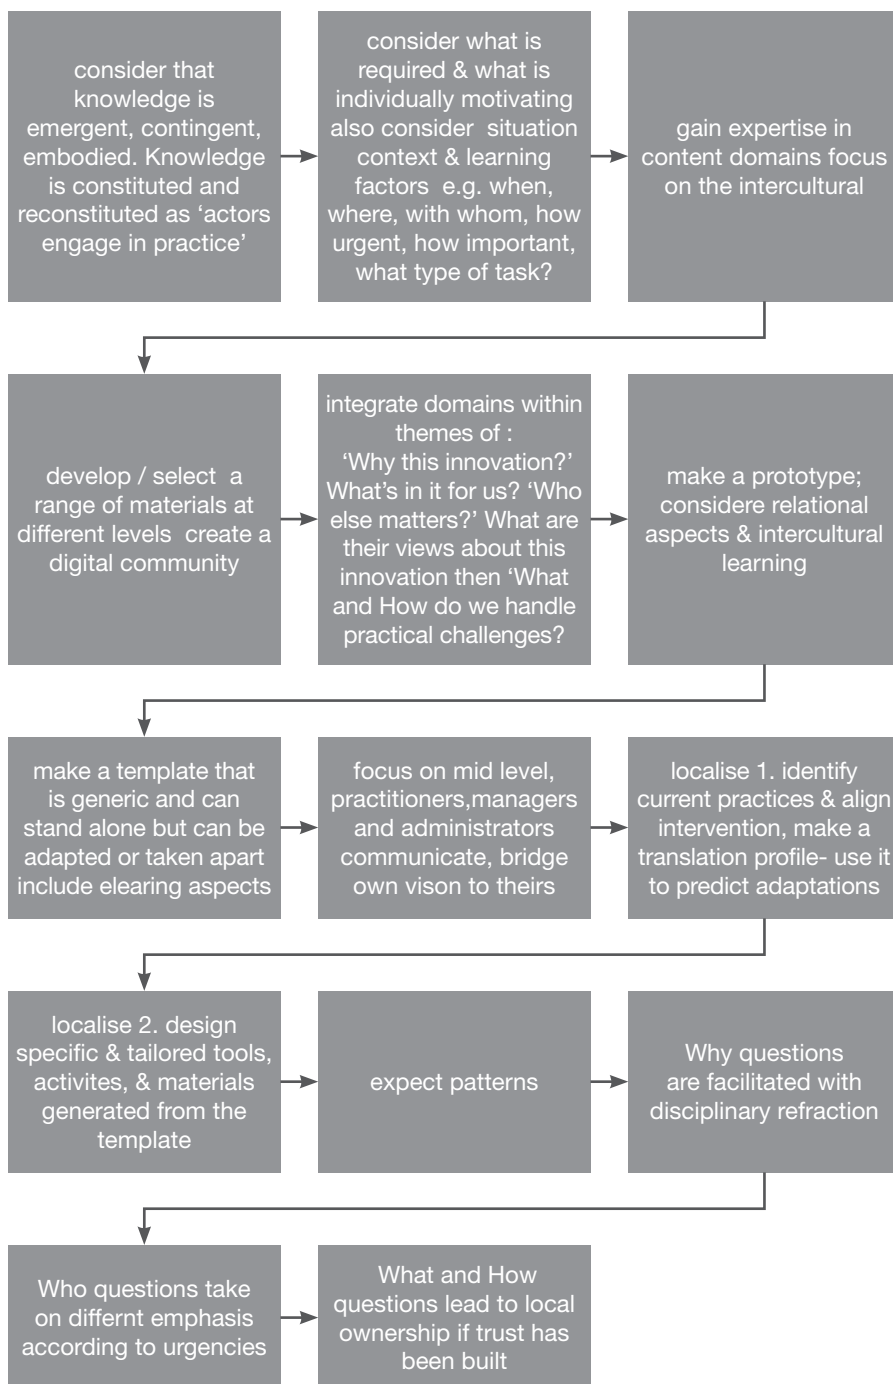 consider that
knowledge is
emergent, contingent,
embodied. Knowledge
is constituted and
reconstituted as ‘actors
engage in practice’
consider what is
required & what is
individually motivating
also consider situation
context & learning
factors e.g. when,
where, with whom, how
urgent, how important,
what type of task?
gain expertise in
content domains focus
on the intercultural
develop / select a
range of materials at
different levels create a
digital community
integrate domains within
themes of :
‘Why this innovation?’
What’s in it for us? ‘Who
else matters?’ What are
their views about this
innovation then ‘What
and How do we handle
practical challenges?
make a prototype;
considere relational
aspects & intercultural
learning
make a template that
is generic and can
stand alone but can be
adapted or taken apart
include elearing aspects
focus on mid level,
practitioners,managers
and administrators
communicate, bridge
own vison to theirs
localise 1. identify
current practices & align
intervention, make a
translation profile- use it
to predict adaptations
localise 2. design
specific & tailored tools,
activites, & materials
generated from the
template
expect patterns
Why questions
are facilitated with
disciplinary refraction
Who questions take
on differnt emphasis
according to urgencies
What and How
questions lead to local
ownership if trust has
been built